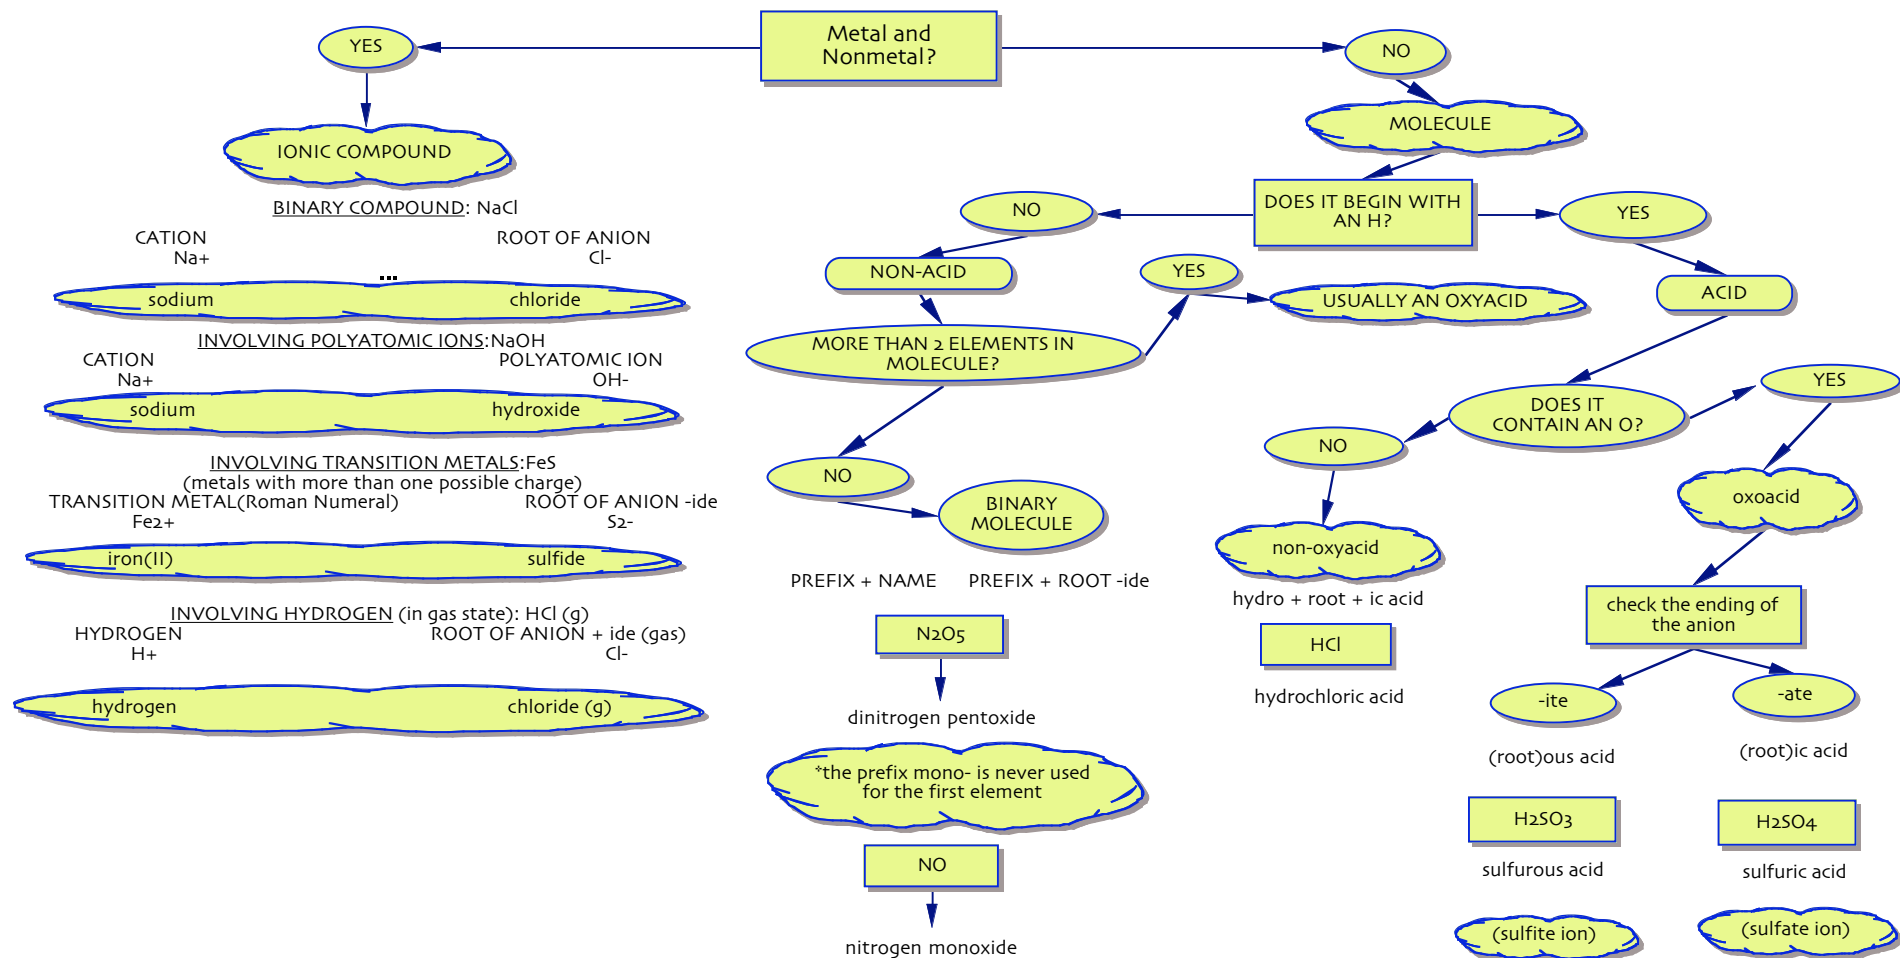 Metal and
Nonmetal?
YES
IONIC COMPOUND
BINARY COMPOUND: NaCl
CATION
Na+
ROOT OF ANION
Cl-
...
sodium
chloride
INVOLVING POLYATOMIC IONS:NaOH
CATION
Na+
POLYATOMIC ION
OH-
sodium
hydroxide
INVOLVING TRANSITION METALS:FeS
(metals with more than one possible charge)
TRANSITION METAL(Roman Numeral)
Fe2+
ROOT OF ANION -ide
S2-
iron(II)
sulfide
INVOLVING HYDROGEN (in gas state): HCl (g)
HYDROGEN
H+
ROOT OF ANION + ide (gas)
Cl-
hydrogen
chloride (g)
NO
MOLECULE
DOES IT BEGIN WITH
AN H?
NO
NON-ACID
MORE THAN 2 ELEMENTS IN
MOLECULE?
YES
USUALLY AN OXYACID
NO
BINARY
MOLECULE
PREFIX + NAME
PREFIX + ROOT -ide
N2O5
dinitrogen pentoxide
*the prefix mono- is never used
for the first element
NO
nitrogen monoxide
YES
ACID
DOES IT
CONTAIN AN O?
NO
non-oxyacid
hydro + root + ic acid
HCl
hydrochloric acid
YES
oxoacid
check the ending of
the anion
-ite
(root)ous acid
H2SO3
sulfurous acid
(sulfite ion)
-ate
(root)ic acid
H2SO4
sulfuric acid
(sulfate ion)